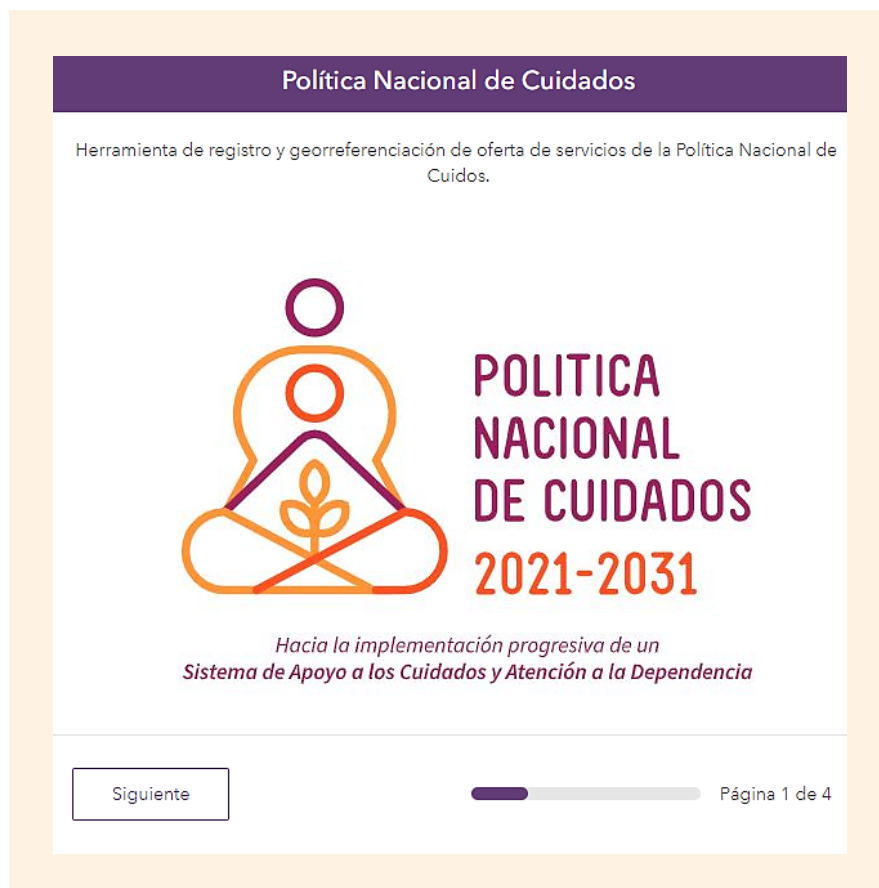 Política Nacional de Cuidados
Herramienta de registro y georreferenciación de oferta de servicios de la Política Nacional de
Cuidos.
POLITICA
NACIONAL
DE CUIDADOS
2021-2031
Hacia la implementación progresiva de un
Sistema de Apoyo a los Cuidados y Atención a la Dependencia
Siguiente
Página 1 de 4